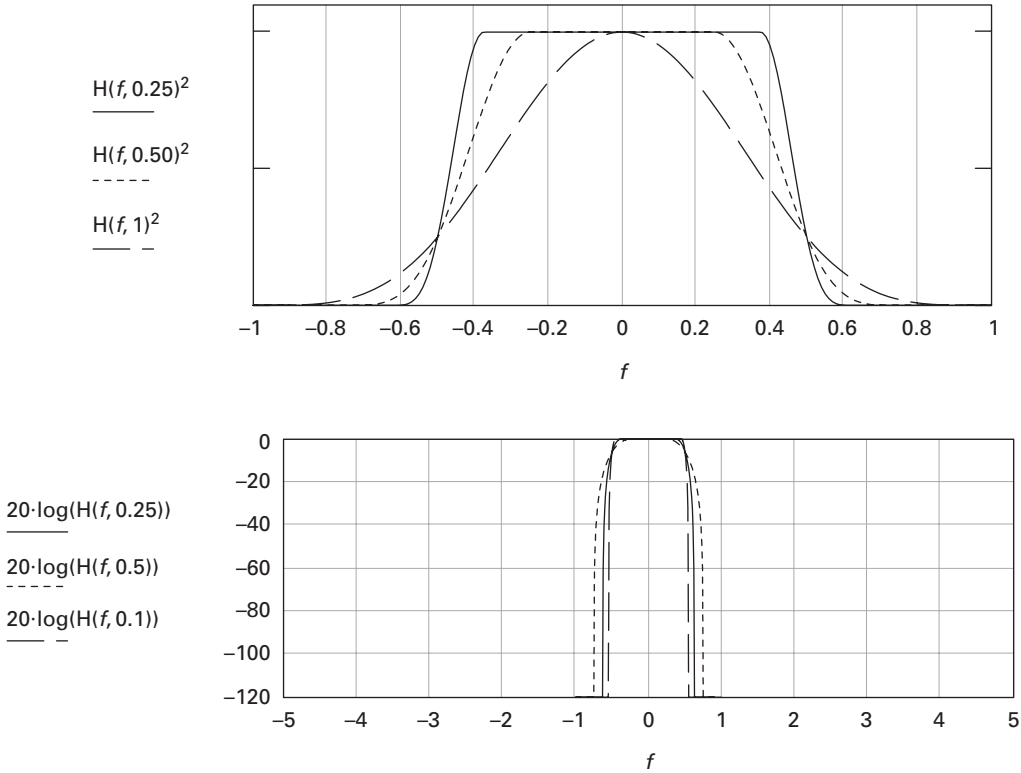 H(f, 0.25)²
H(f, 0.50)²
H(f, 1)²
–1 –0.8 –0.6 –0.4 –0.2 0 0.2 0.4 0.6 0.8 1
f
20·log(H(f, 0.25))
20·log(H(f, 0.5))
20·log(H(f, 0.1))
0
–20
–40
–60
–80
–100
–120
–5 –4 –3 –2 –1 0 1 2 3 4 5
f